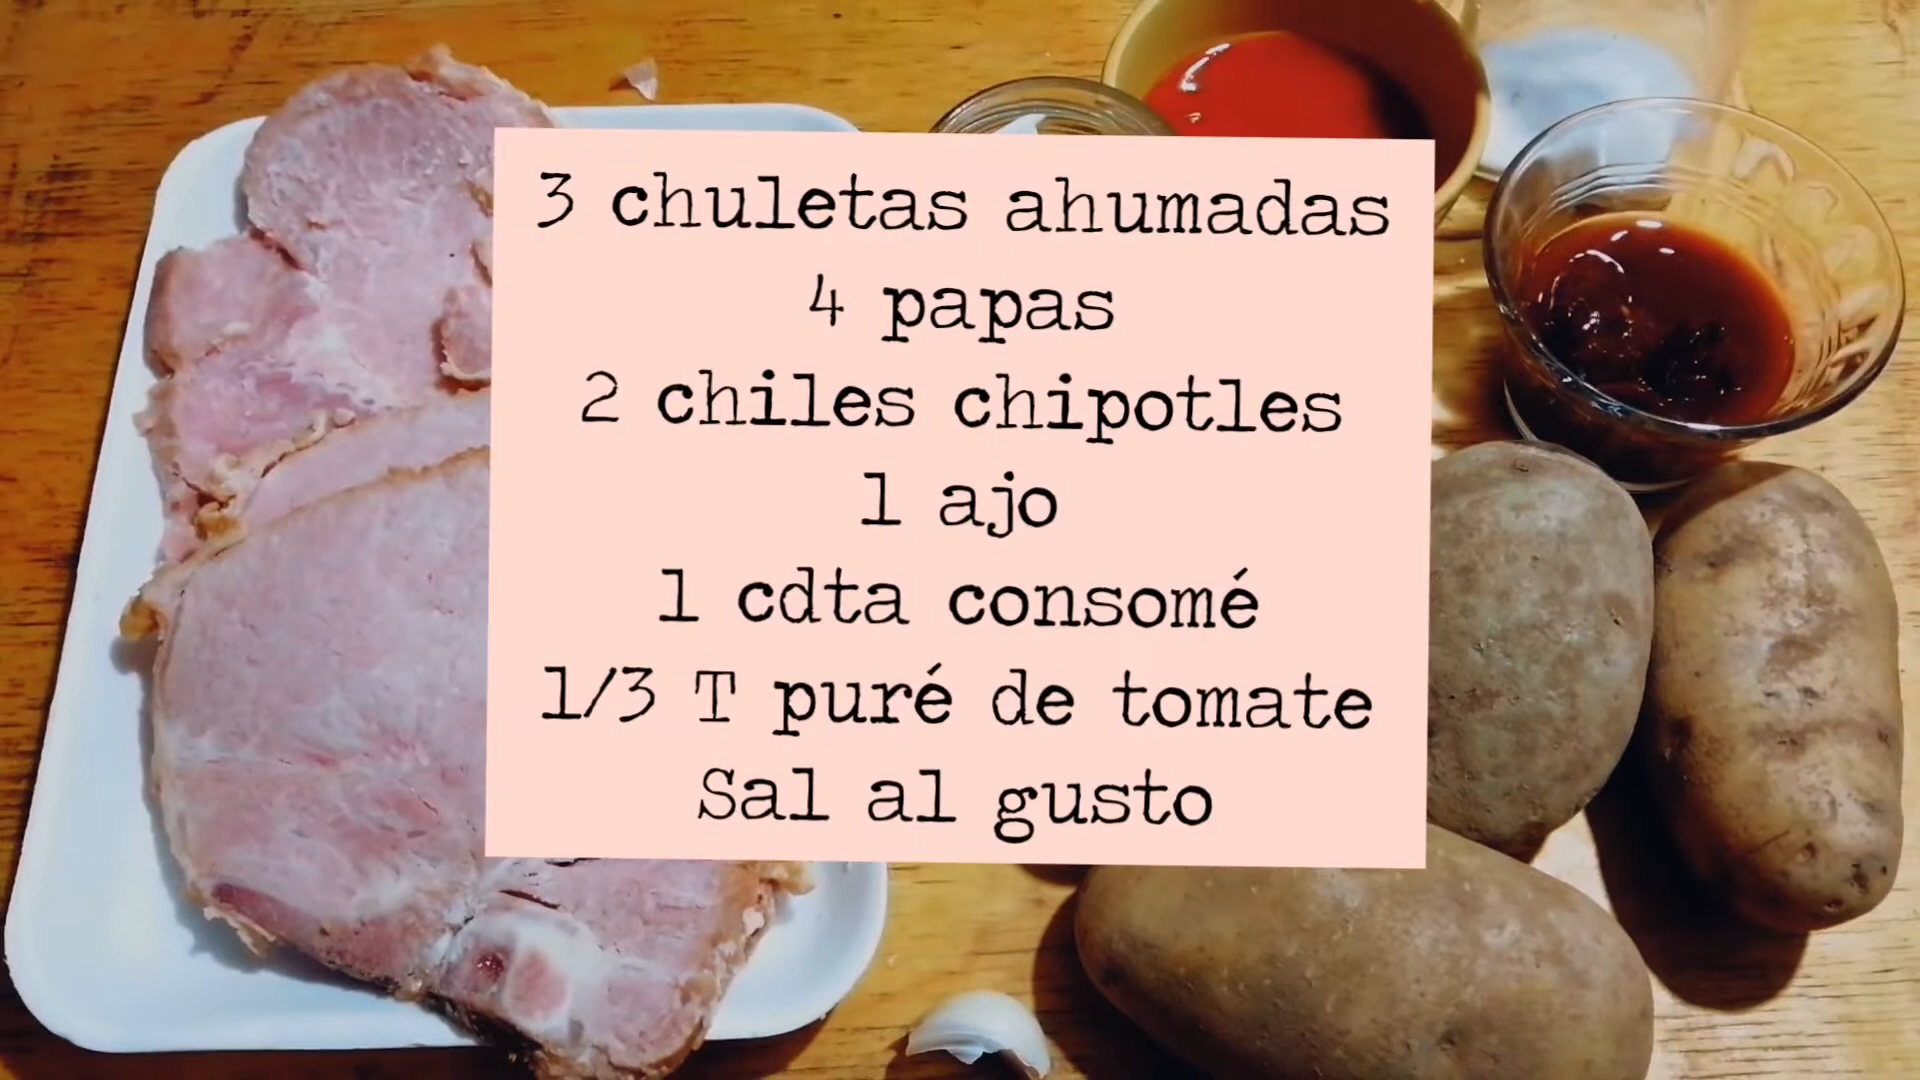 3 chuletas ahumadas
4 papas
2 chiles chipotles
1 ajo
1 cdta consomé
1/3 T puré de tomate
Sal al gusto